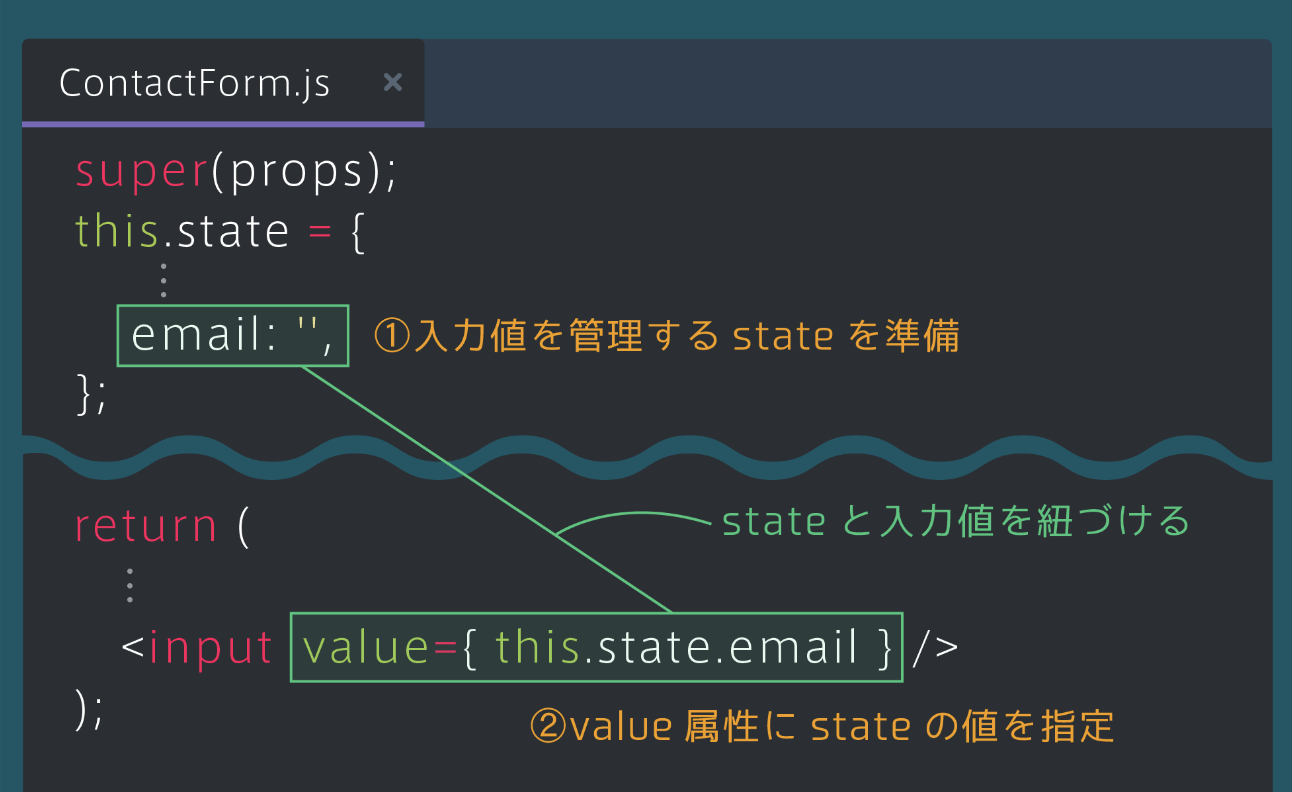 ContactForm.js ×
super(props);
this.state = {
⋮
email: '', ①入力値を管理する state を準備
};
return (
state と入力値を紐づける
⋮
<input value={ this.state.email } />
);
②value 属性に state の値を指定